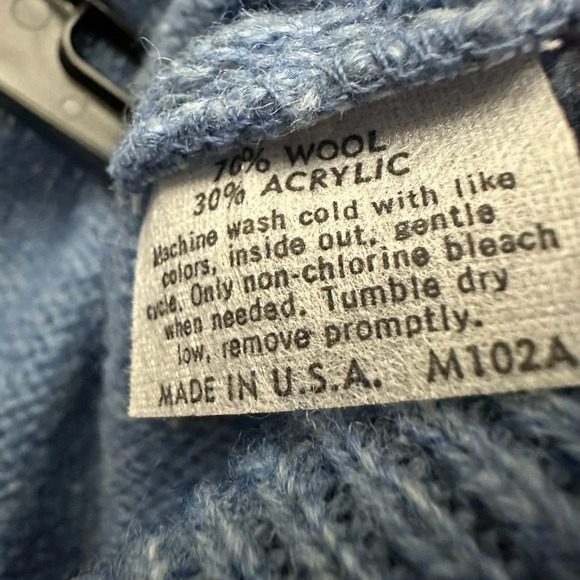 70% WOOL
30% ACRYLIC
Machine wash cold with like
colors, inside out, gentle
cycle. Only non-chlorine bleach
when needed. Tumble dry
low, remove promptly.
MADE IN U.S.A. M102A